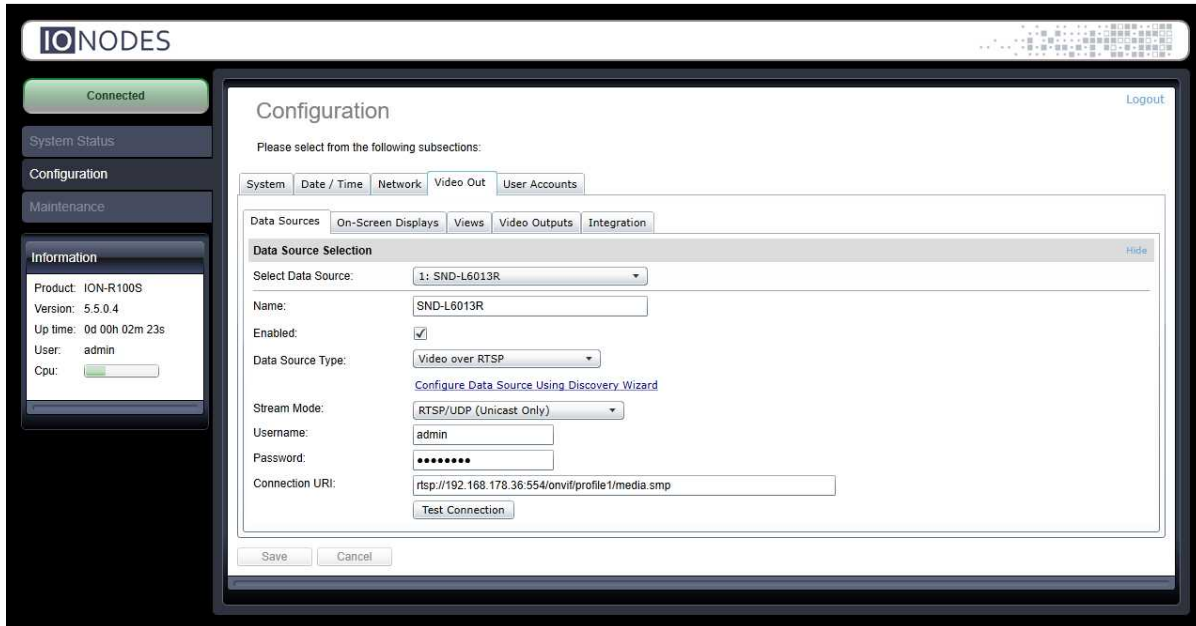 IONODES
Connected
System Status
Configuration
Maintenance
Information
Product: ION-R100S
Version: 5.5.0.4
Up time: 0d 00h 02m 23s
User: admin
Cpu:
Logout
Configuration
Please select from the following subsections:
System Date / Time Network Video Out User Accounts
Data Sources On-Screen Displays Views Video Outputs Integration
Data Source Selection Hide
Select Data Source: 1: SND-L6013R
Name: SND-L6013R
Enabled:
Data Source Type: Video over RTSP
Configure Data Source Using Discovery Wizard
Stream Mode: RTSP/UDP (Unicast Only)
Username: admin
Password: ••••••••
Connection URI: rtsp://192.168.178.36:554/onvif/profile1/media.smp
Test Connection
Save Cancel